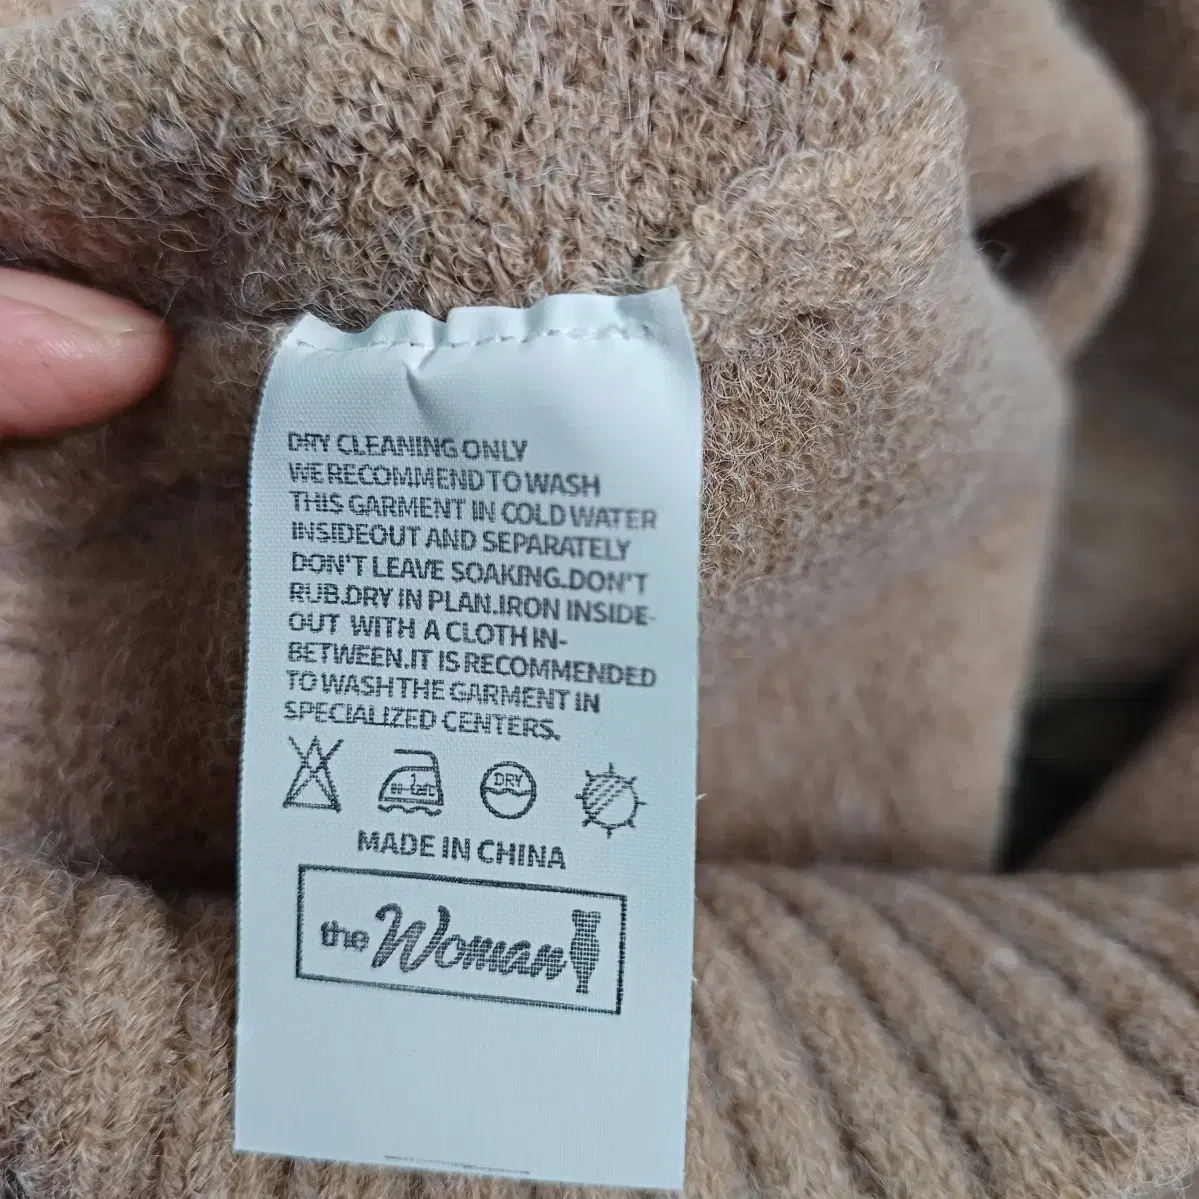 DRY CLEANING ONLY
WE RECOMMEND TO WASH
THIS GARMENT IN COLD WATER
INSIDEOUT AND SEPARATELY
DON'T LEAVE SOAKING.DON'T
RUB.DRY IN PLAN.IRON INSIDE-
OUT WITH A CLOTH IN-
BETWEEN.IT IS RECOMMENDED
TO WASH THE GARMENT IN
SPECIALIZED CENTERS.
DRY
MADE IN CHINA
the Woman